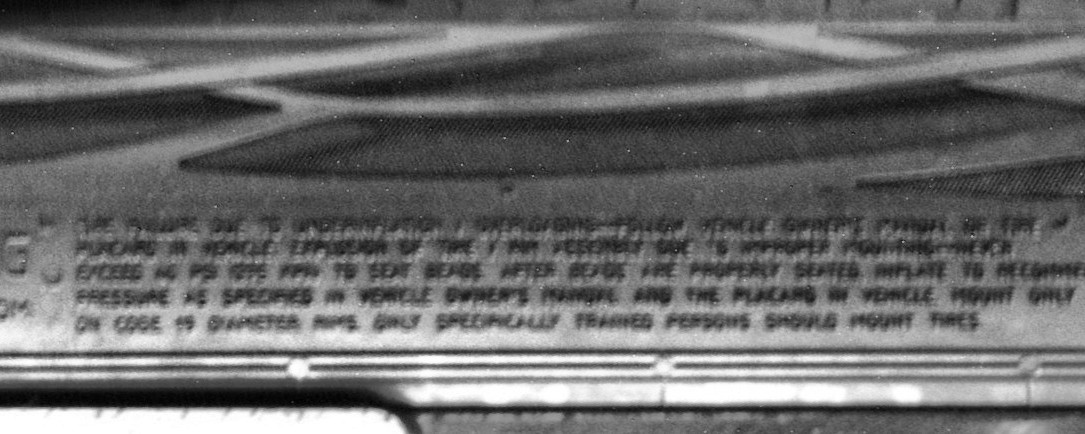 TIRE FAILURE DUE TO UNDERINFLATION / OVERLOADING—FOLLOW VEHICLE OWNER'S MANUAL OR TIRE
PLACARD IN VEHICLE EXPLOSION OF TIRE / RIM ASSEMBLY DUE TO IMPROPER MOUNTING—NEVER
EXCEED 40 PSI (275 KPA) TO SEAT BEADS AFTER BEADS ARE PROPERLY SEATED INFLATE TO
PRESSURE AS SPECIFIED IN VEHICLE OWNER'S MANUAL AND THE PLACARD IN VEHICLE MOUNT ONLY
ON CODE DIAMETER RIMS ONLY SPECIFICALLY TRAINED PERSONS SHOULD MOUNT TIRES